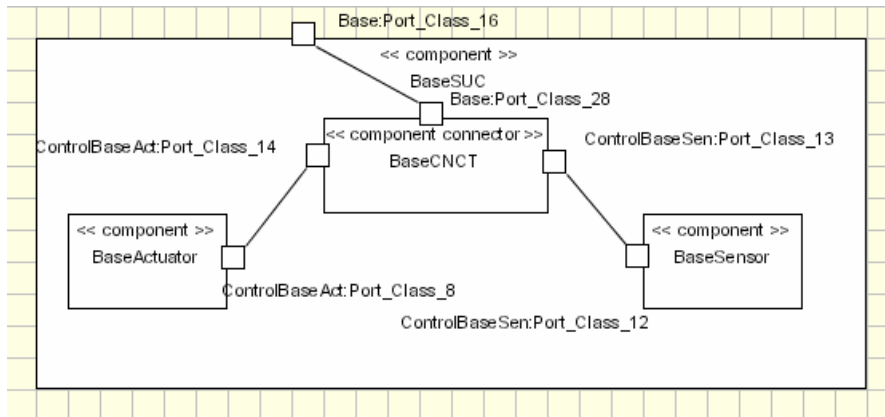 Base:Port_Class_16
<< component >>
BaseSUC
Base:Port_Class_28
<< component connector >>
BaseCNCT
ControlBaseAct:Port_Class_14
ControlBaseSen:Port_Class_13
<< component >>
BaseActuator
<< component >>
BaseSensor
ControlBaseAct:Port_Class_8
ControlBaseSen:Port_Class_12